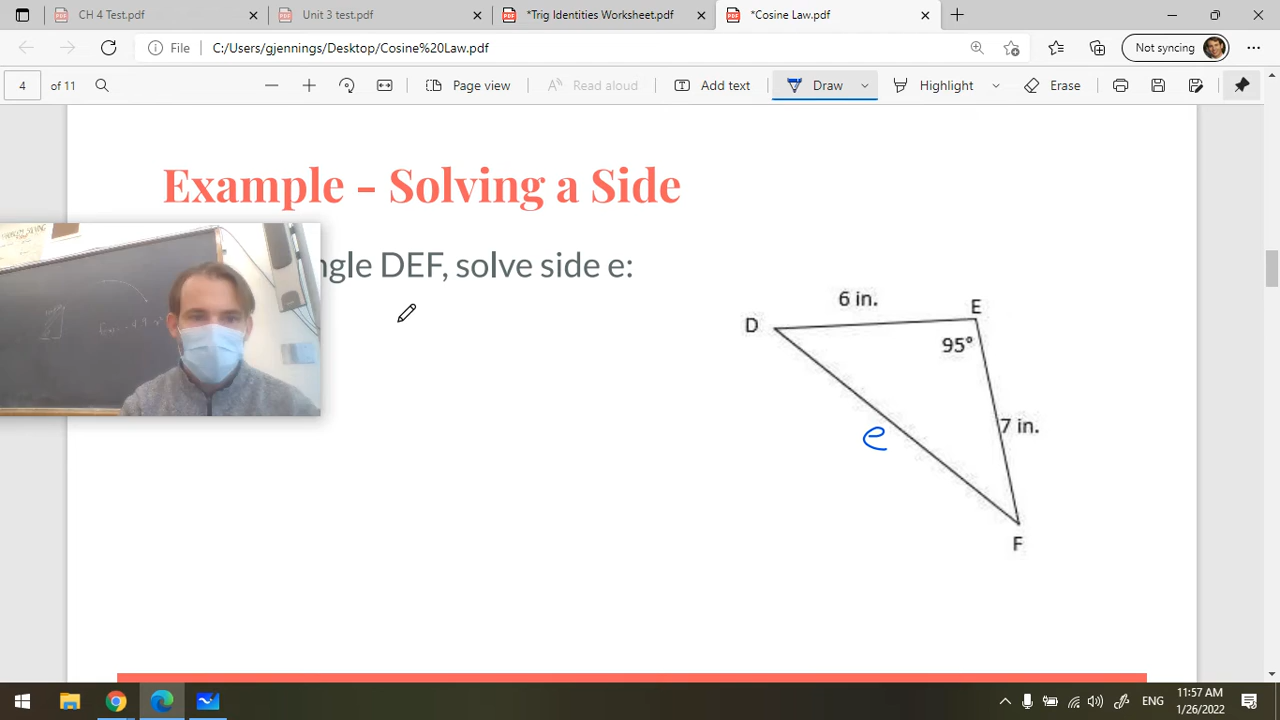 CH 4 Test.pdf
Unit 3 test.pdf
*Trig Identities Worksheet.pdf
*Cosine Law.pdf
File
C:/Users/gjennings/Desktop/Cosine%20Law.pdf
Not syncing
4 of 11
Page view
Read aloud
Add text
Draw
Highlight
Erase
Example - Solving a Side
ngle DEF, solve side e:
6 in.
D
E
95°
7 in.
e
F
ENG
11:57 AM
1/26/2022